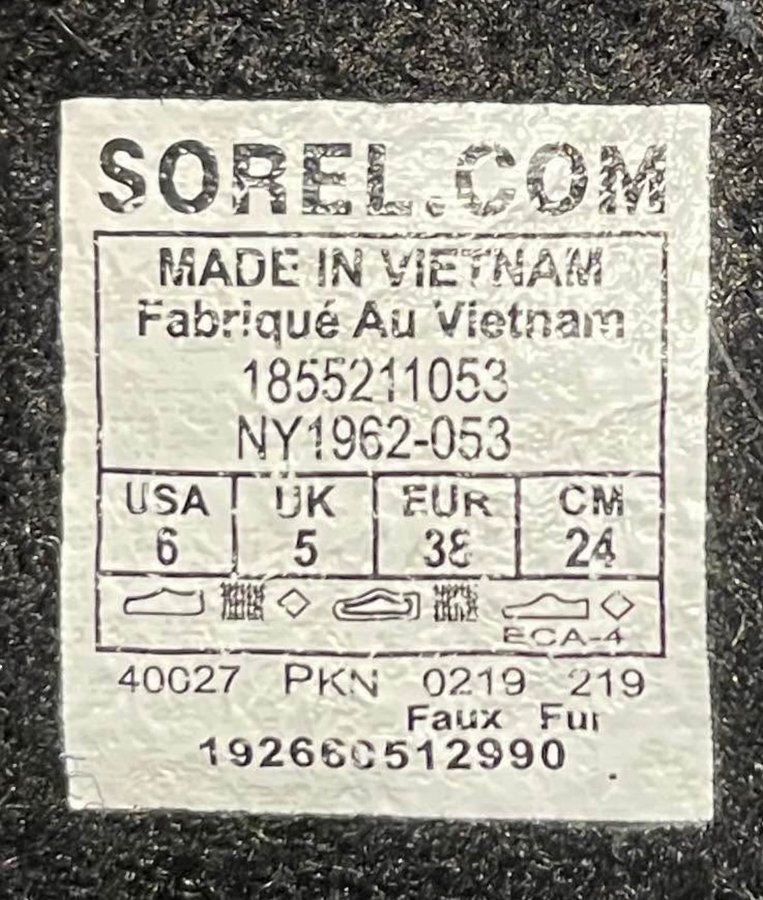 SOREL.COM
MADE IN VIETNAM
Fabriqué Au Vietnam
1855211053
NY1962-053
USA UK EUR CM
6 5 38 24
ECA-4
40027 PKN 0219 219
Faux Fur
192660512990